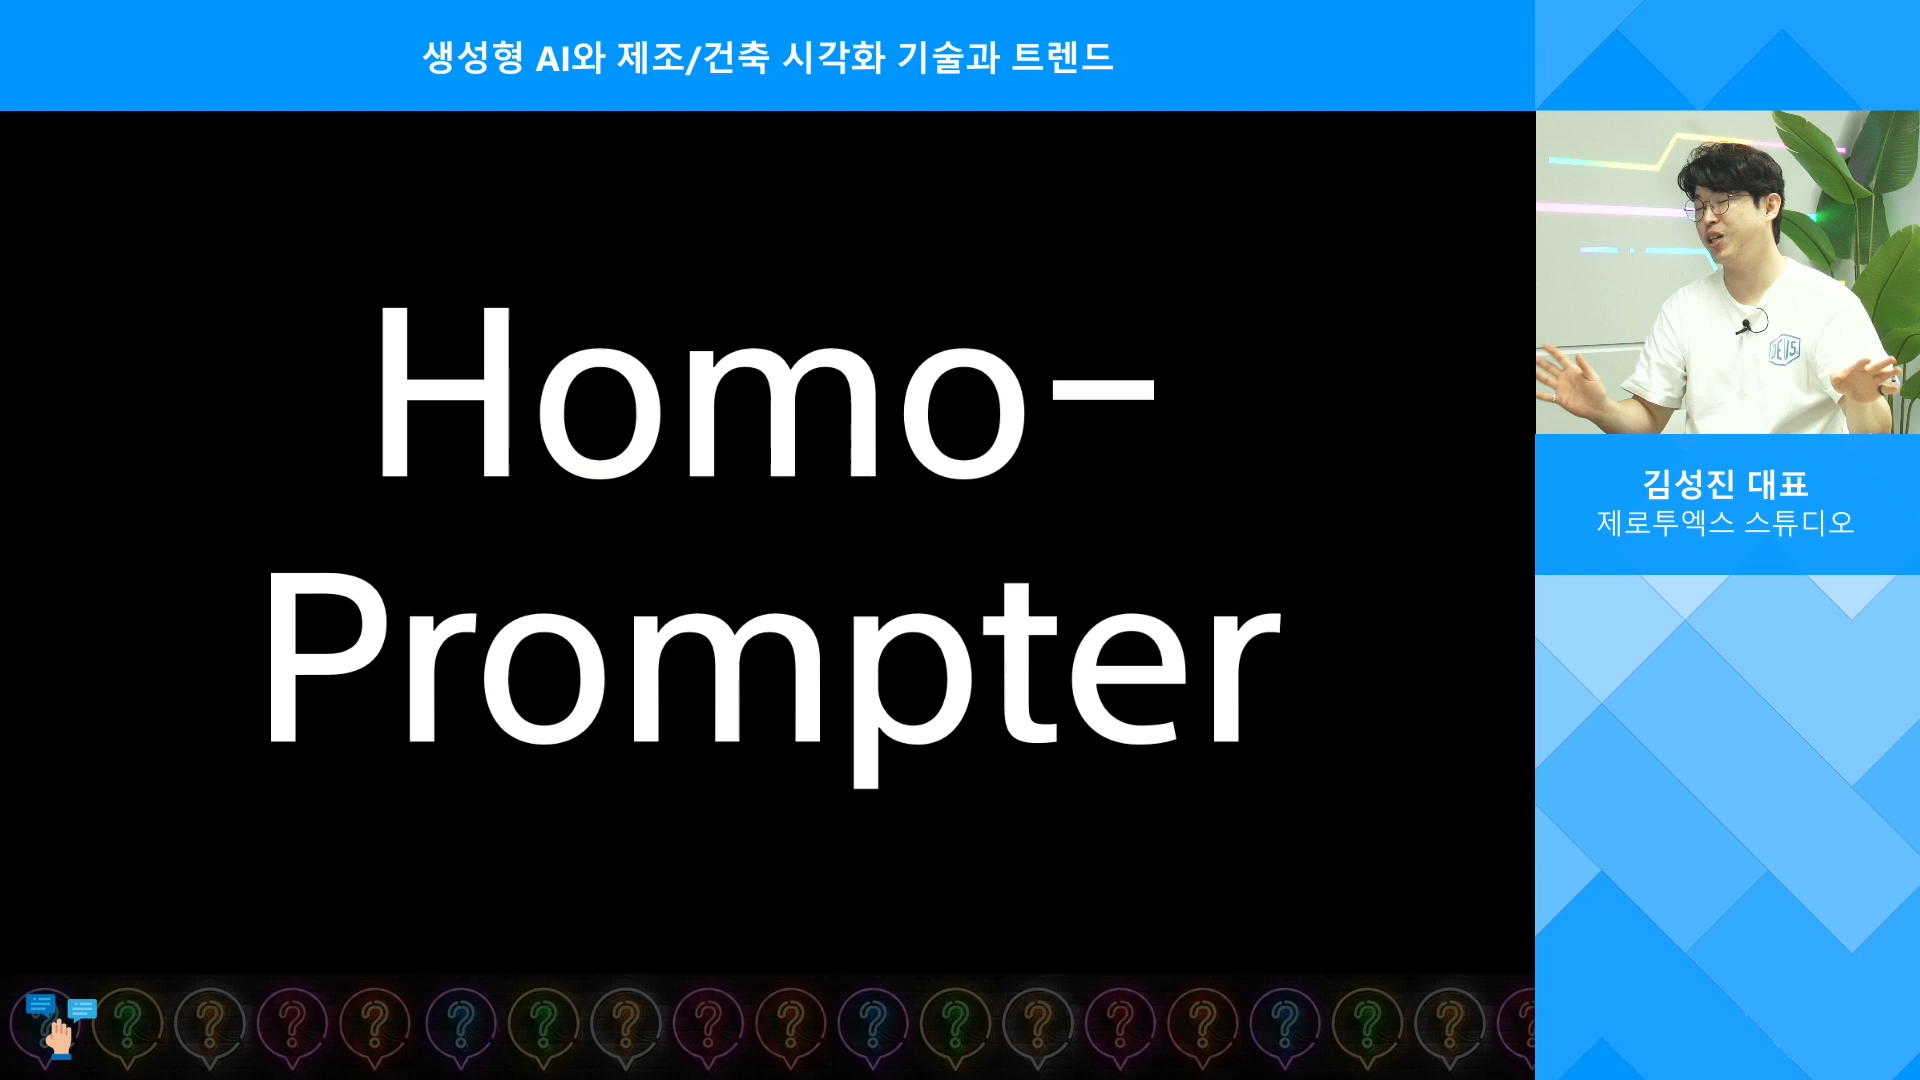 생성형 AI와 제조/건축 시각화 기술과 트렌드
Homo-
Prompter
DEUS
김성진 대표
제로투엑스 스튜디오